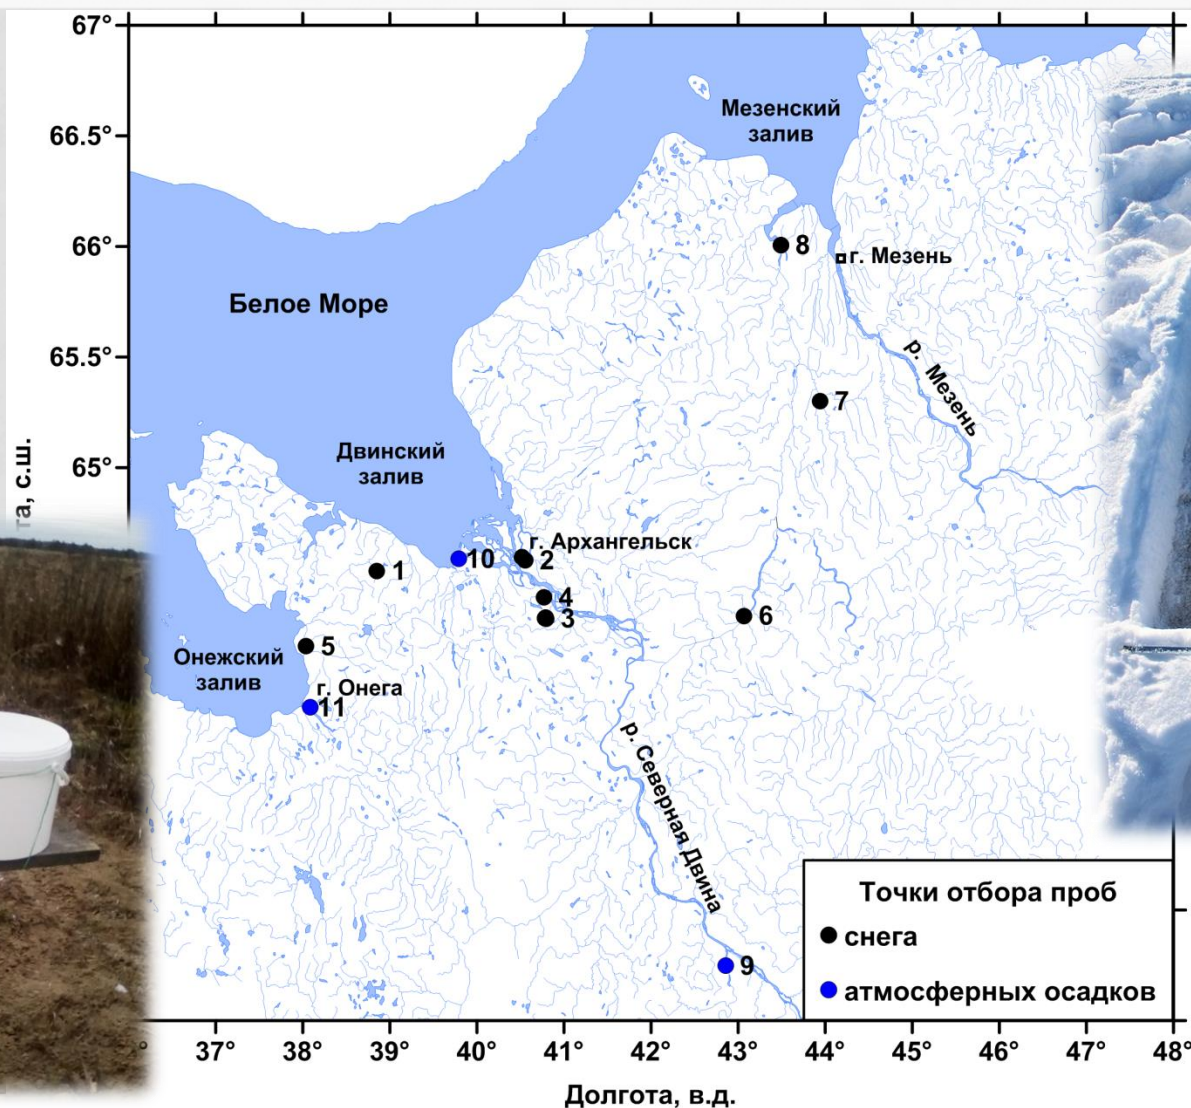 67°
66.5°
66°
65.5°
65°
та, с.ш.
Мезенский
залив
8
г. Мезень
Белое Море
р. Мезень
7
Двинский
залив
г. Архангельск
10
2
1
4
3
6
5
Онежский
залив
г. Онега
11
р. Северная Двина
9
Точки отбора проб
снега
атмосферных осадков
37° 38° 39° 40° 41° 42° 43° 44° 45° 46° 47° 48°
Долгота, в.д.